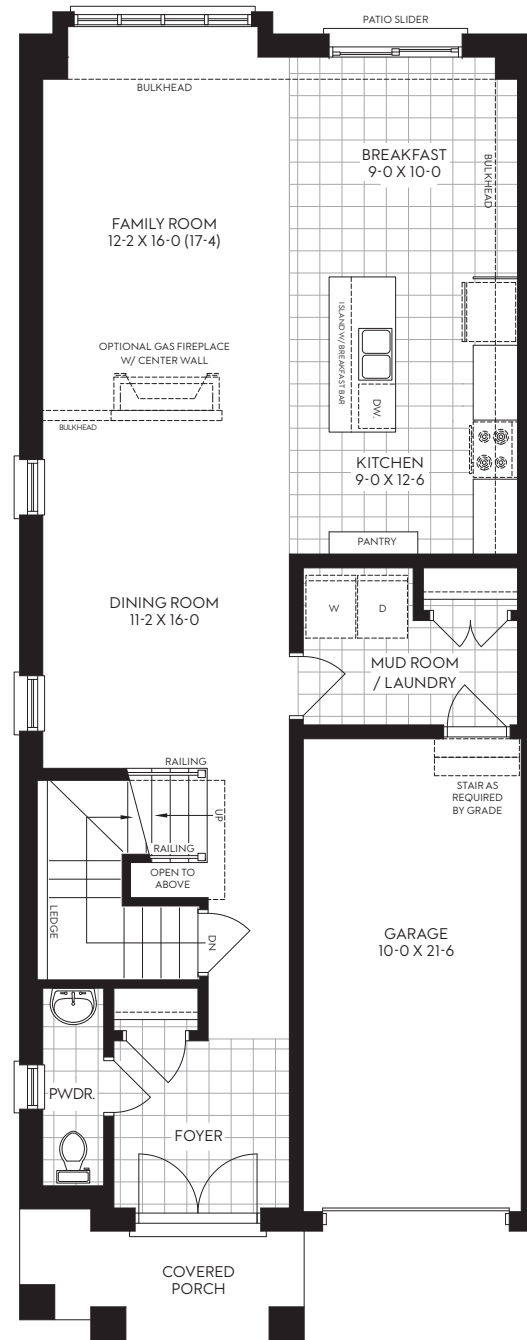 PATIO SLIDER
BULKHEAD
BREAKFAST
9-0 X 10-0
BULKHEAD
FAMILY ROOM
12-2 X 16-0 (17-4)
ISLAND W/ BREAKFAST BAR
OPTIONAL GAS FIREPLACE
W/ CENTER WALL
DW.
BULKHEAD
KITCHEN
9-0 X 12-6
PANTRY
DINING ROOM
11-2 X 16-0
W
D
MUD ROOM
/ LAUNDRY
RAILING
STAIR AS
REQUIRED
BY GRADE
UP
RAILING
OPEN TO
ABOVE
LEDGE
DN
GARAGE
10-0 X 21-6
PWDR.
FOYER
COVERED
PORCH